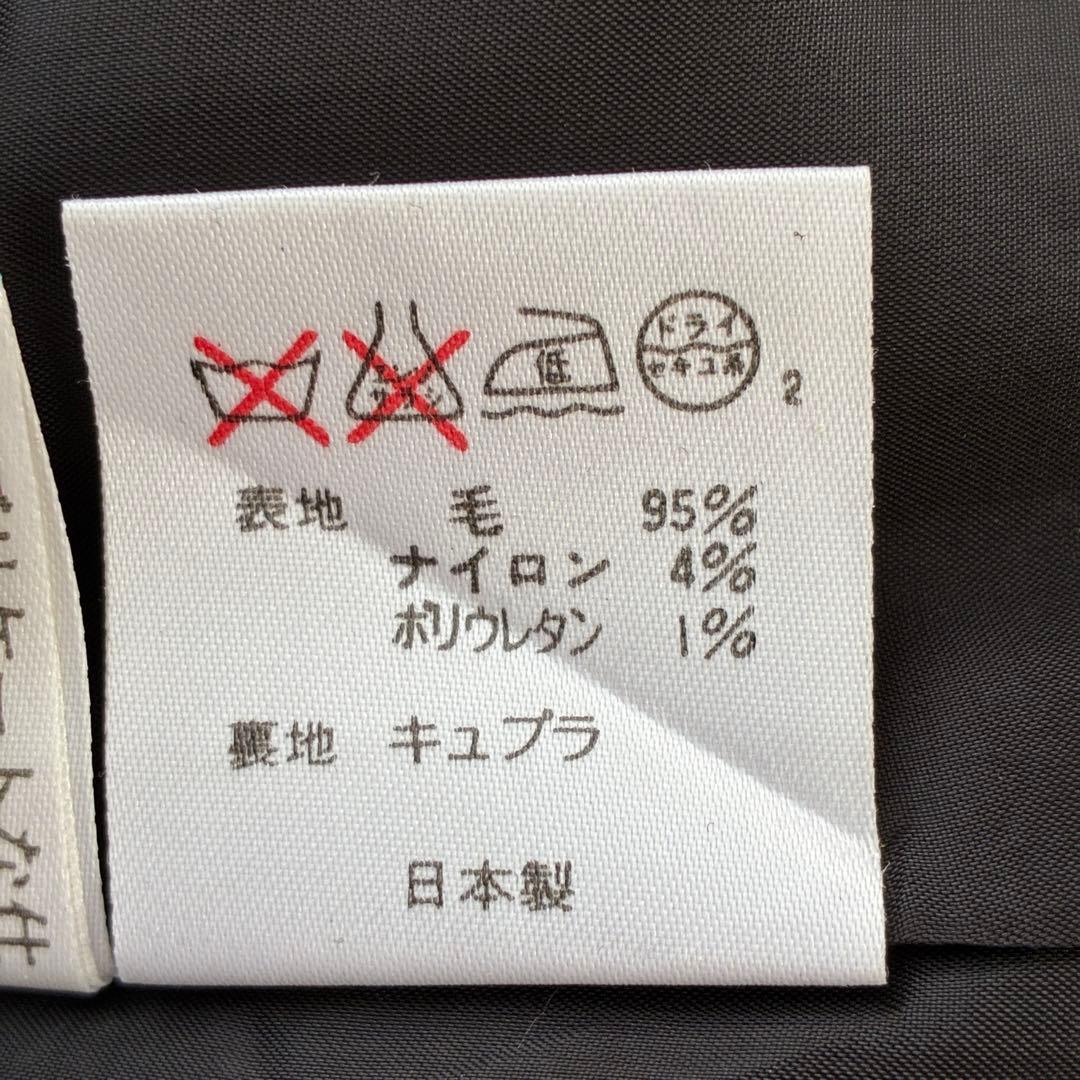 低
ドライ
セキユ系
2
表地 毛 95%
ナイロン 4%
ポリウレタン 1%
裏地 キュプラ
日本製